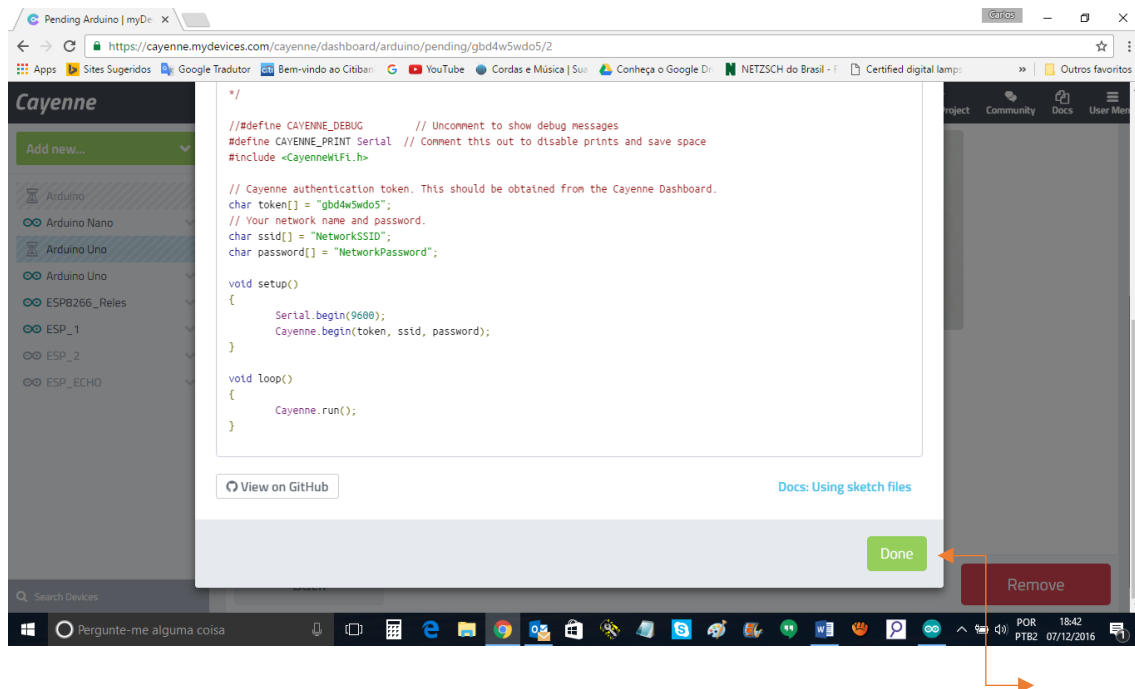 Pending Arduino | myDe
Carlos
https://cayenne.mydevices.com/cayenne/dashboard/arduino/pending/gbd4w5wdo5/2
Apps Sites Sugeridos Google Tradutor Bem-vindo ao Citiban YouTube Cordas e Música | Sua Conheça o Google Dr NETZSCH do Brasil - F Certified digital lamp » Outros favoritos
Cayenne
roject Community Docs User Men
Add new...
Arduino
Arduino Nano
Arduino Uno
Arduino Uno
ESP8266_Reles
ESP_1
ESP_2
ESP_ECHO
Search Devices
*/
//#define CAYENNE_DEBUG // Uncomment to show debug messages
#define CAYENNE_PRINT Serial // Comment this out to disable prints and save space
#include <CayenneWiFi.h>
// Cayenne authentication token. This should be obtained from the Cayenne Dashboard.
char token[] = "gbd4w5wdo5";
// Your network name and password.
char ssid[] = "NetworkSSID";
char password[] = "NetworkPassword";
void setup()
{
Serial.begin(9600);
Cayenne.begin(token, ssid, password);
}
void loop()
{
Cayenne.run();
}
View on GitHub
Docs: Using sketch files
Done
Remove
Pergunte-me alguma coisa
POR 18:42
PTB2 07/12/2016